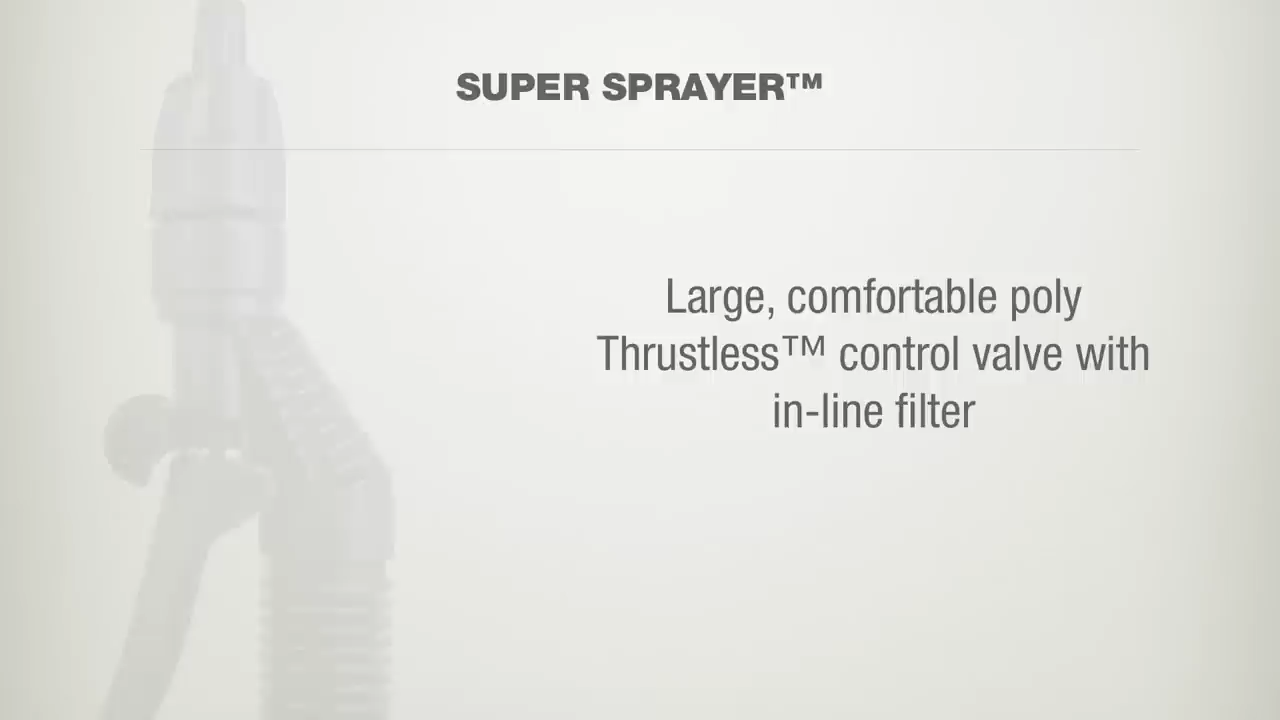 SUPER SPRAYER™
Large, comfortable poly
Thrustless™ control valve with
in-line filter